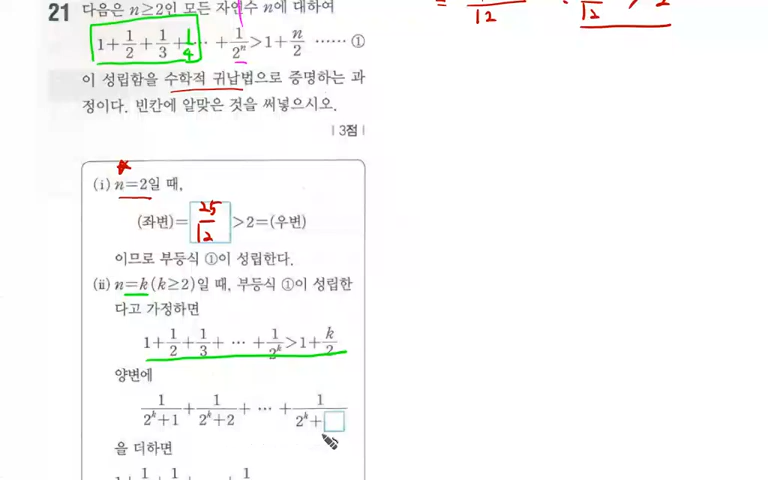 21 다음은 n≥2인 모든 자연수 n에 대하여
1+1/2+1/3+1/4⋯+1/2ⁿ>1+n/2 ⋯⋯ ①
이 성립함을 수학적 귀납법으로 증명하는 과
정이다. 빈칸에 알맞은 것을 써넣으시오.
| 3점 |
(i) n=2일 때,
(좌변)= 25/12 >2=(우변)
이므로 부등식 ①이 성립한다.
(ii) n=k(k≥2)일 때, 부등식 ①이 성립한
다고 가정하면
1+1/2+1/3+ ⋯ +1/2ᵏ>1+k/2
양변에
1/(2ᵏ+1)+1/(2ᵏ+2)+ ⋯ +1/(2ᵏ+□)
을 더하면